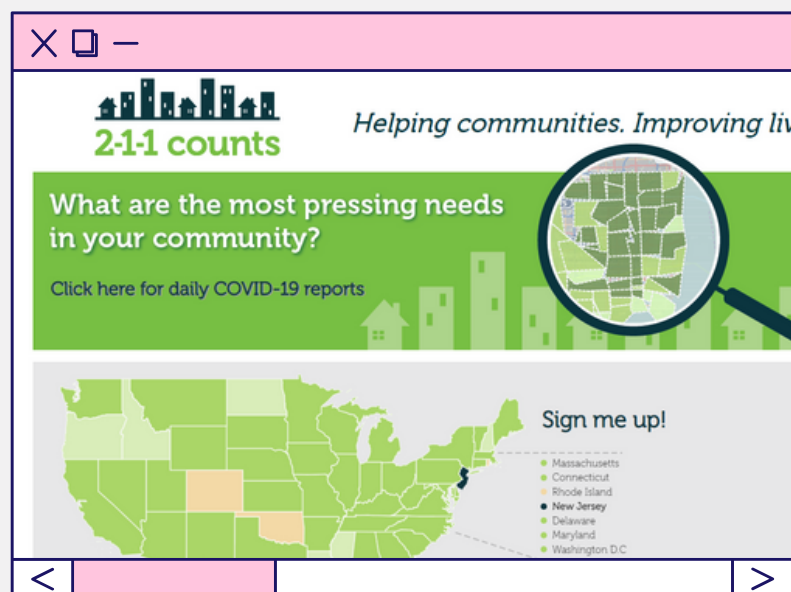 2-1-1 counts
Helping communities. Improving liv
What are the most pressing needs
in your community?
Click here for daily COVID-19 reports
Sign me up!
Massachusetts
Connecticut
Rhode Island
New Jersey
Delaware
Maryland
Washington D.C